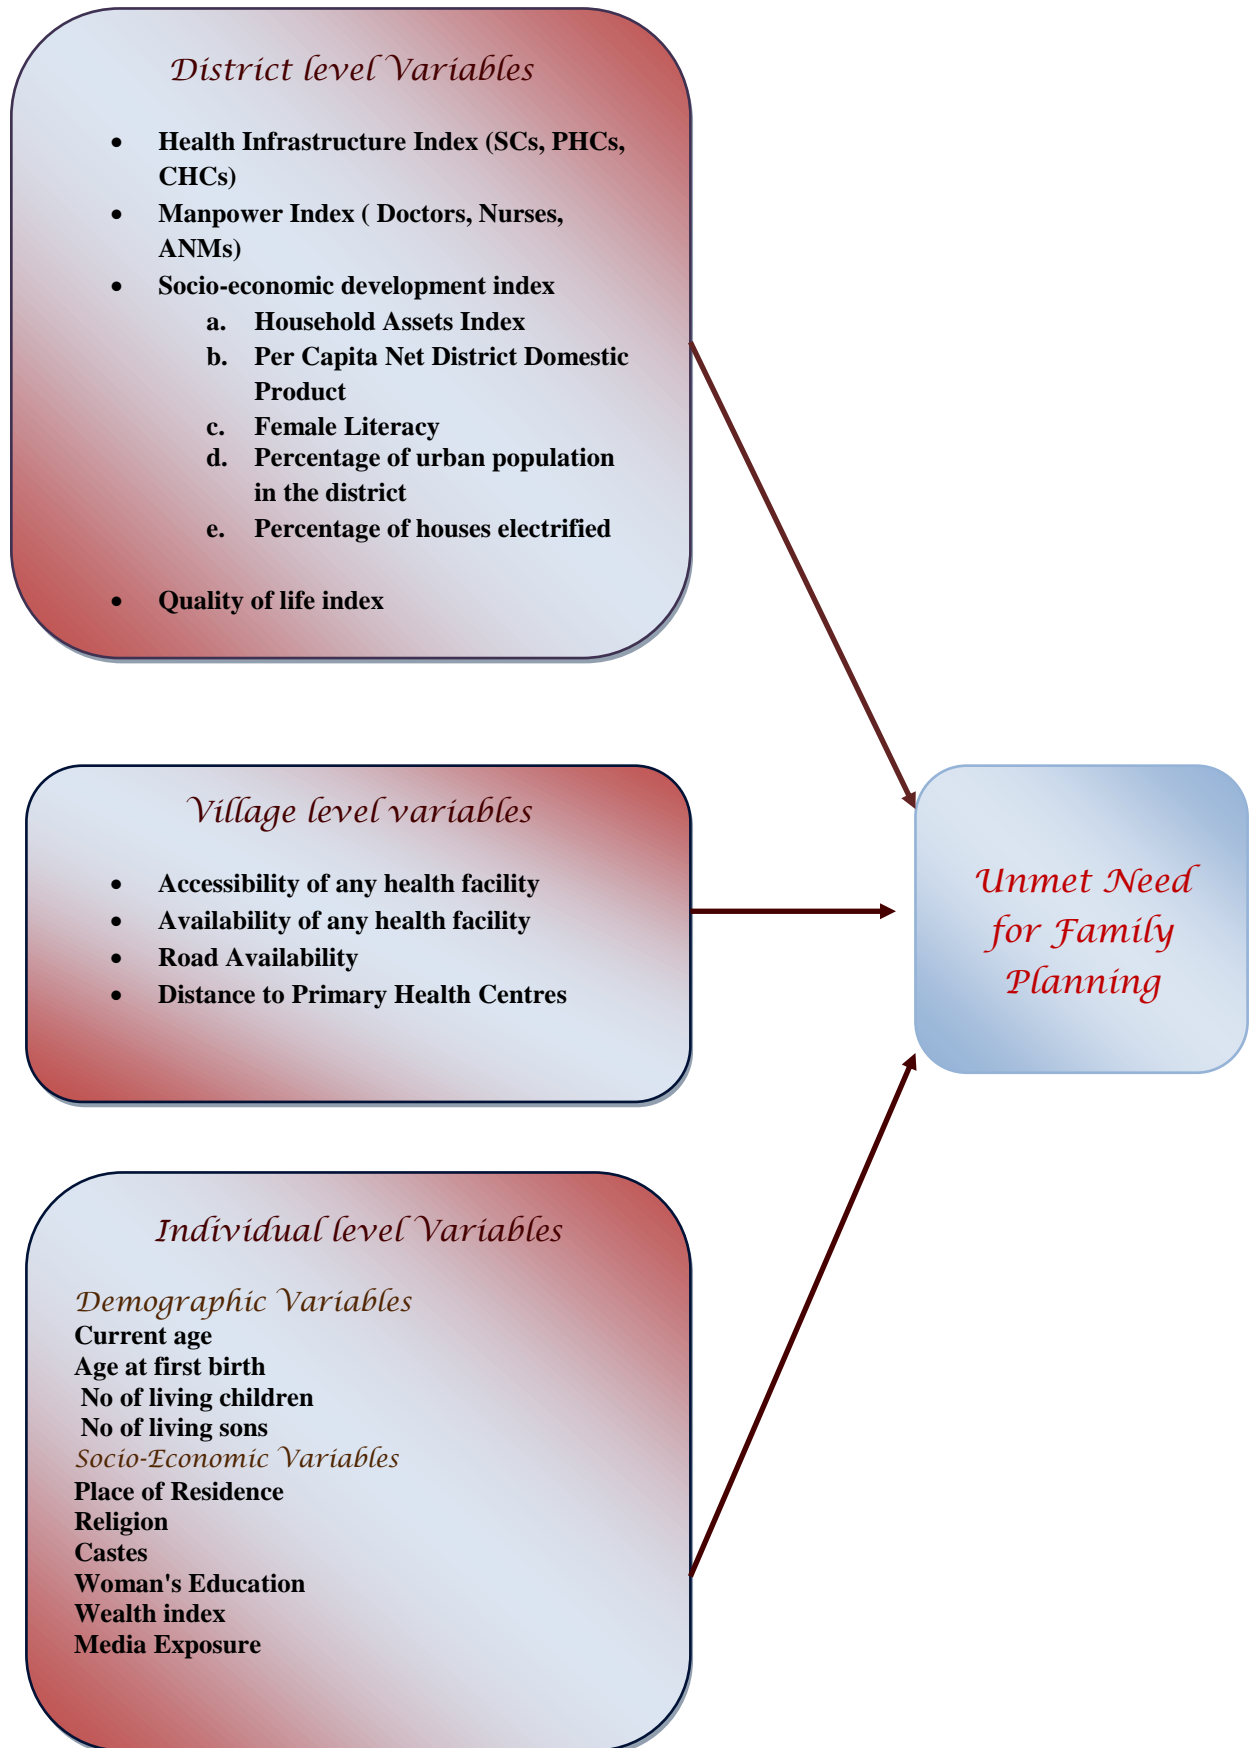 District level Variables
• Health Infrastructure Index (SCs, PHCs,
CHCs)
• Manpower Index ( Doctors, Nurses,
ANMs)
• Socio-economic development index
a. Household Assets Index
b. Per Capita Net District Domestic
Product
c. Female Literacy
d. Percentage of urban population
in the district
e. Percentage of houses electrified
• Quality of life index
Village level variables
• Accessibility of any health facility
• Availability of any health facility
• Road Availability
• Distance to Primary Health Centres
Unmet Need
for Family
Planning
Individual level Variables
Demographic Variables
Current age
Age at first birth
No of living children
No of living sons
Socio-Economic Variables
Place of Residence
Religion
Castes
Woman's Education
Wealth index
Media Exposure